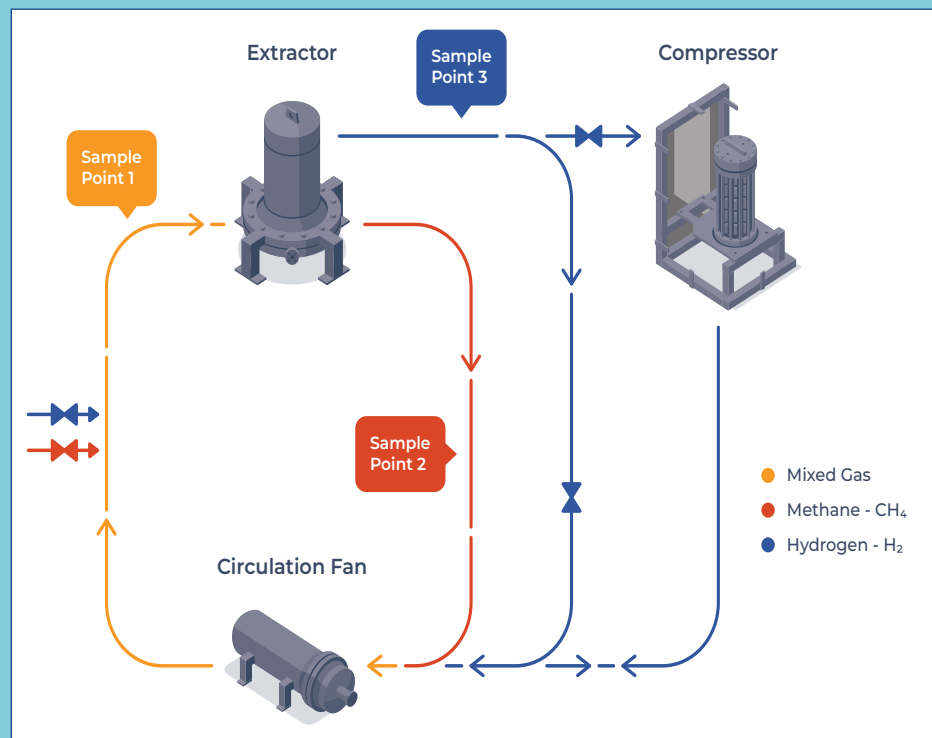 Extractor
Sample
Point 3
Compressor
Sample
Point 1
Sample
Point 2
Mixed Gas
Methane - CH₄
Hydrogen - H₂
Circulation Fan